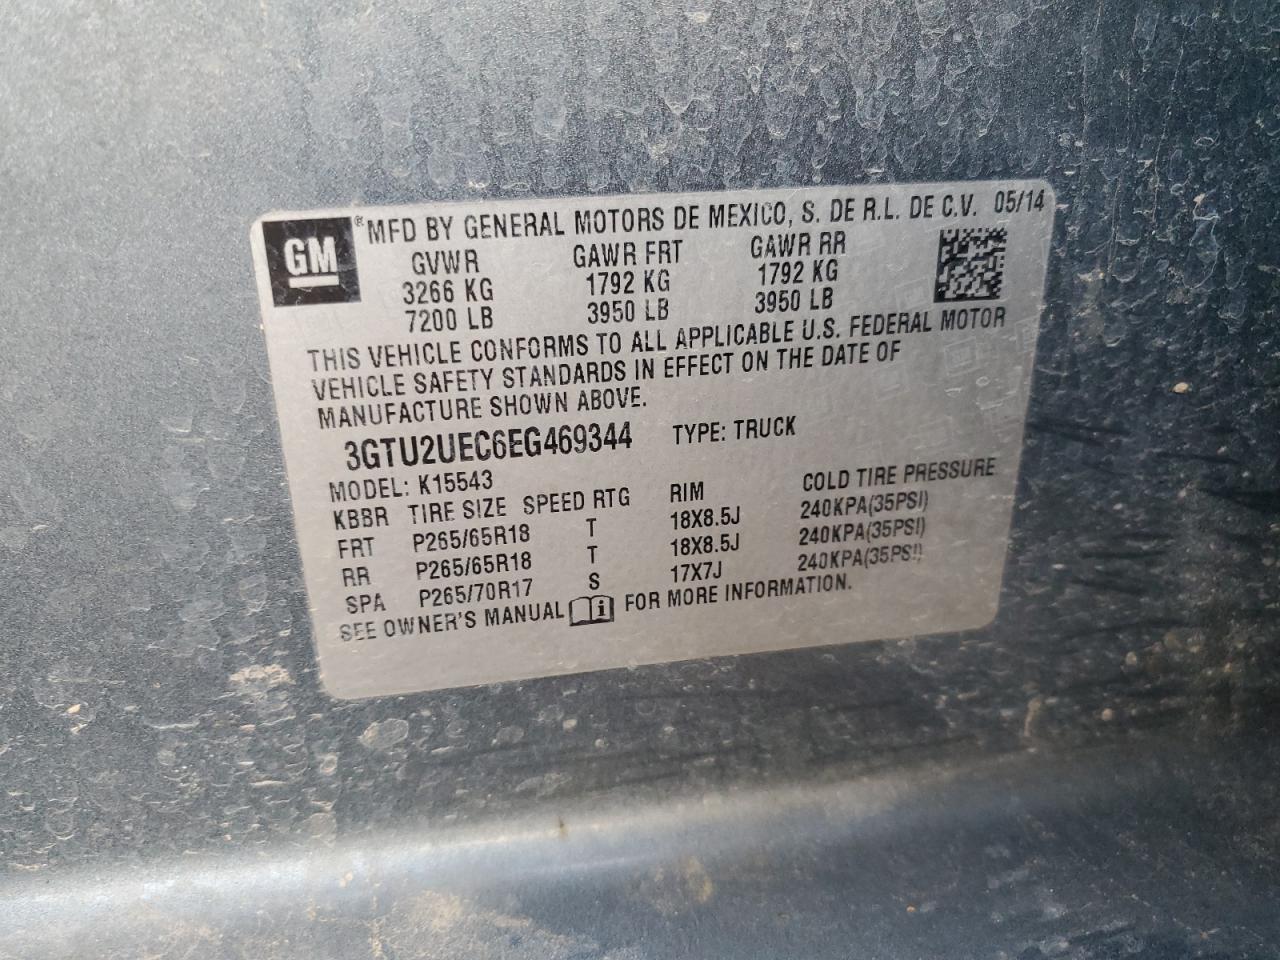 GM ® MFD BY GENERAL MOTORS DE MEXICO, S. DE R.L. DE C.V. 05/14
GVWR GAWR FRT GAWR RR
3266 KG 1792 KG 1792 KG
7200 LB 3950 LB 3950 LB
THIS VEHICLE CONFORMS TO ALL APPLICABLE U.S. FEDERAL MOTOR
VEHICLE SAFETY STANDARDS IN EFFECT ON THE DATE OF
MANUFACTURE SHOWN ABOVE.
3GTU2UEC6EG469344 TYPE: TRUCK
MODEL: K15543
KBBR TIRE SIZE SPEED RTG RIM COLD TIRE PRESSURE
FRT P265/65R18 T 18X8.5J 240KPA(35PSI)
RR P265/65R18 T 18X8.5J 240KPA(35PSI)
SPA P265/70R17 S 17X7J 240KPA(35PSI)
SEE OWNER'S MANUAL i FOR MORE INFORMATION.